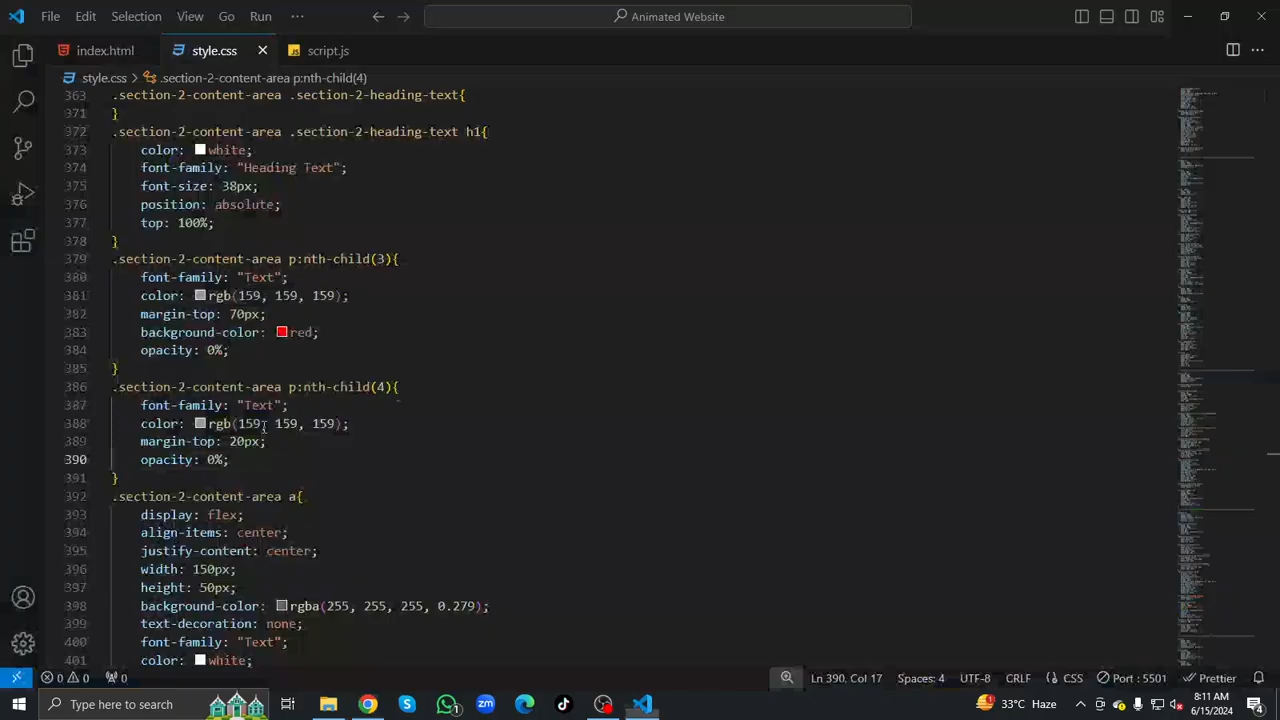 File Edit Selection View Go Run ··· Animated Website
index.html style.css script.js
style.css > .section-2-content-area p:nth-child(4)
363 .section-2-content-area .section-2-heading-text{
371 }
372 .section-2-content-area .section-2-heading-text h1{
373 color: white;
374 font-family: "Heading Text";
375 font-size: 38px;
376 position: absolute;
377 top: 100%;
378 }
379 .section-2-content-area p:nth-child(3){
380 font-family: "Text";
381 color: rgb(159, 159, 159);
382 margin-top: 70px;
383 background-color: red;
384 opacity: 0%;
385 }
386 .section-2-content-area p:nth-child(4){
387 font-family: "Text";
color: rgb(159, 159, 159);
389 margin-top: 20px;
390 opacity: 0%;
391 }
392 .section-2-content-area a{
393 display: flex;
394 align-items: center;
395 justify-content: center;
396 width: 150px;
397 height: 50px;
398 background-color: rgba(255, 255, 255, 0.279);
399 text-decoration: none;
400 font-family: "Text";
401 color: white;
0 0 0 Ln 390, Col 17 Spaces: 4 UTF-8 CRLF CSS Port : 5501 Prettier
Type here to search 1 33°C 8:11 AM
6/15/2024 4